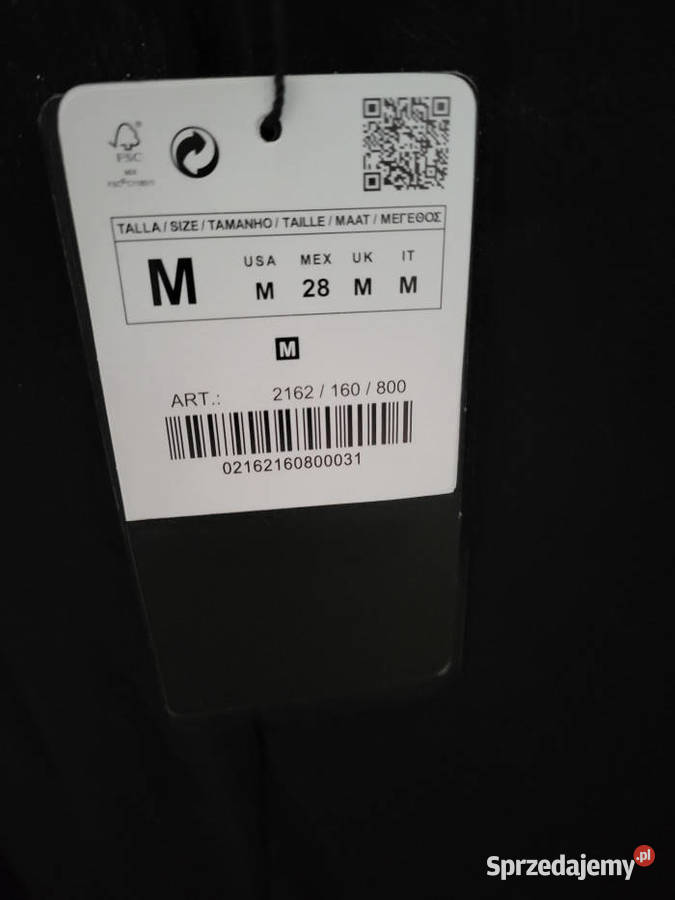 FSC
MIX
TALLA / SIZE / TAMANHO / TAILLE / MAAT / ΜΕΓΕΘΟΣ
M
USA MEX UK IT
M 28 M M
M
ART.: 2162 / 160 / 800
02162160800031
Sprzedajemy.pl